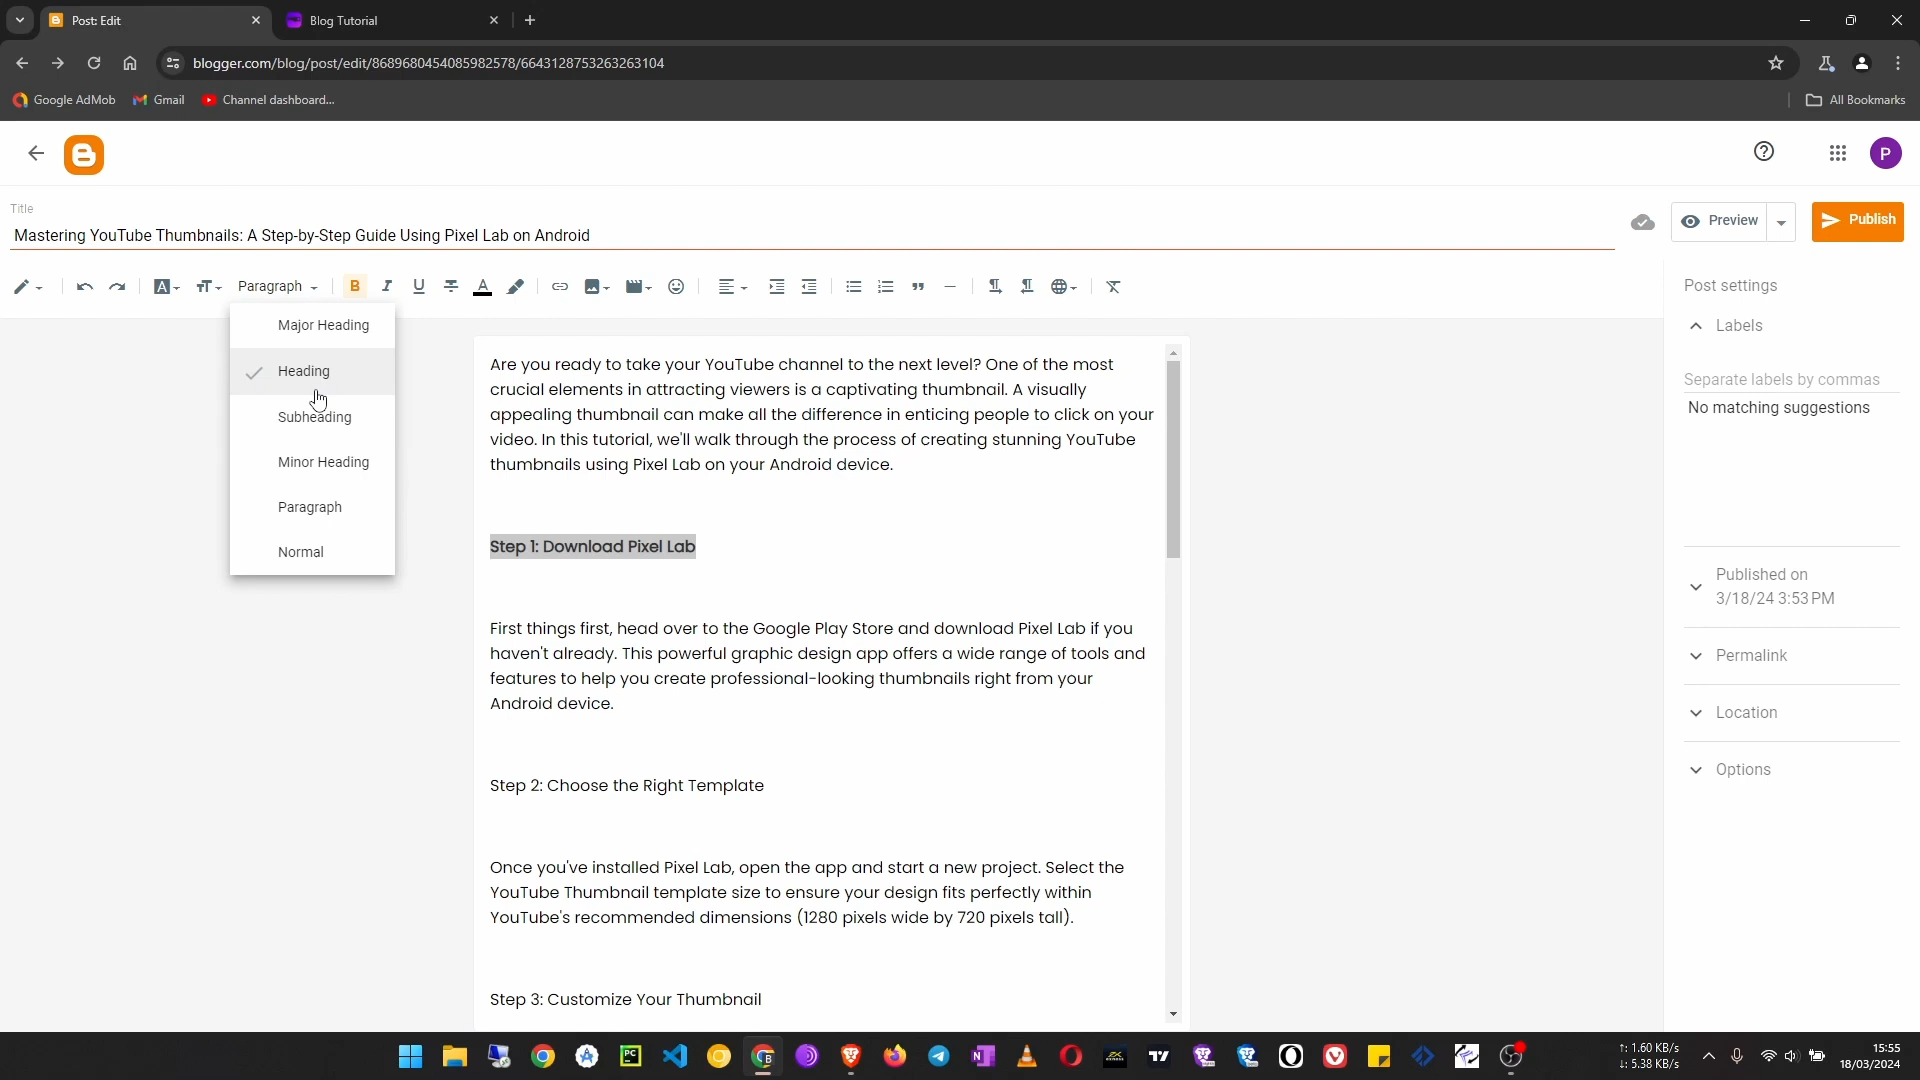 Post: Edit
Blog Tutorial
blogger.com/blog/post/edit/8689680454085982578/6643128753263263104
Google AdMob
Gmail
Channel dashboard...
All Bookmarks
P
Title
Mastering YouTube Thumbnails: A Step-by-Step Guide Using Pixel Lab on Android
Preview
Publish
Paragraph
Major Heading
Heading
Subheading
Minor Heading
Paragraph
Normal
Are you ready to take your YouTube channel to the next level? One of the most
crucial elements in attracting viewers is a captivating thumbnail. A visually
appealing thumbnail can make all the difference in enticing people to click on your
video. In this tutorial, we'll walk through the process of creating stunning YouTube
thumbnails using Pixel Lab on your Android device.
Step 1: Download Pixel Lab
First things first, head over to the Google Play Store and download Pixel Lab if you
haven't already. This powerful graphic design app offers a wide range of tools and
features to help you create professional-looking thumbnails right from your
Android device.
Step 2: Choose the Right Template
Once you've installed Pixel Lab, open the app and start a new project. Select the
YouTube Thumbnail template size to ensure your design fits perfectly within
YouTube's recommended dimensions (1280 pixels wide by 720 pixels tall).
Step 3: Customize Your Thumbnail
Post settings
Labels
Separate labels by commas
No matching suggestions
Published on
3/18/24 3:53 PM
Permalink
Location
Options
↑: 1.60 KB/s
↓: 5.38 KB/s
15:55
18/03/2024